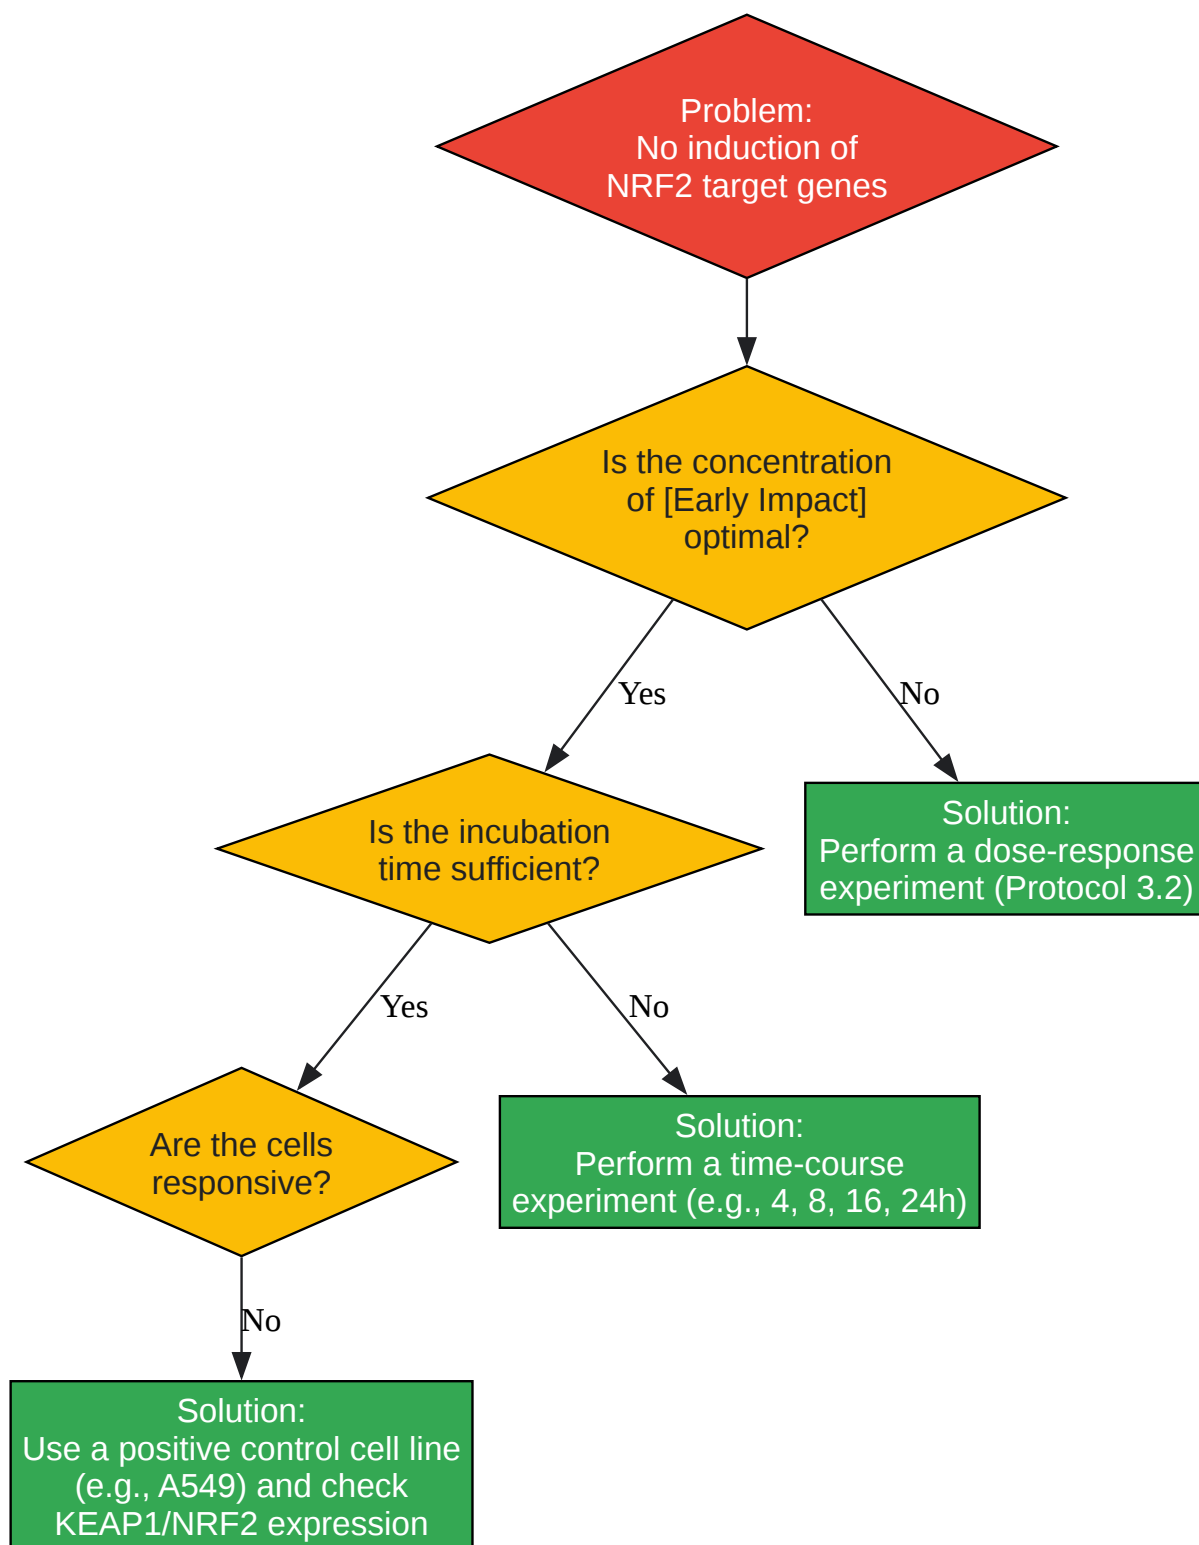 Problem:
No induction of
NRF2 target genes
Is the concentration
of [Early Impact]
optimal?
Yes
No
Is the incubation
time sufficient?
Solution:
Perform a dose-response
experiment (Protocol 3.2)
Yes
No
Are the cells
responsive?
Solution:
Perform a time-course
experiment (e.g., 4, 8, 16, 24h)
No
Solution:
Use a positive control cell line
(e.g., A549) and check
KEAP1/NRF2 expression